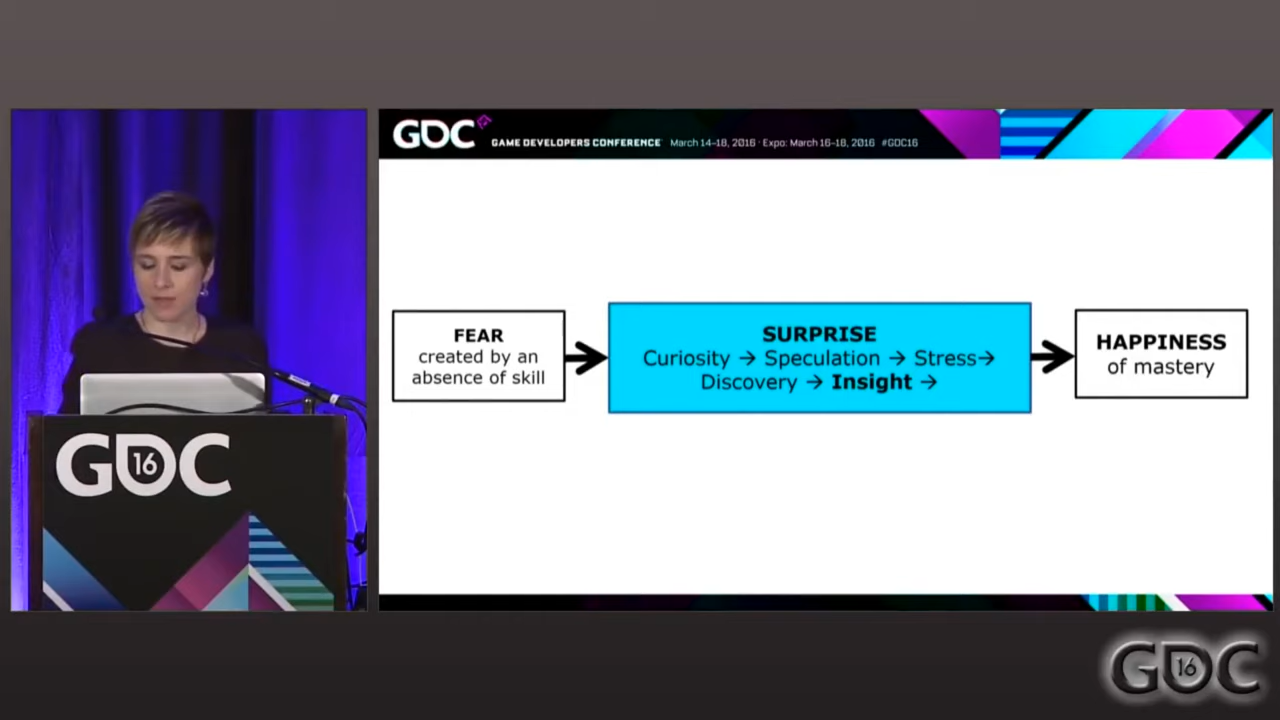 GDC
GAME DEVELOPERS CONFERENCE March 14–18, 2016 · Expo: March 16–18, 2016 #GDC16
FEAR
created by an
absence of skill
SURPRISE
Curiosity → Speculation → Stress→
Discovery → Insight →
HAPPINESS
of mastery
GDC
16
GDC
16